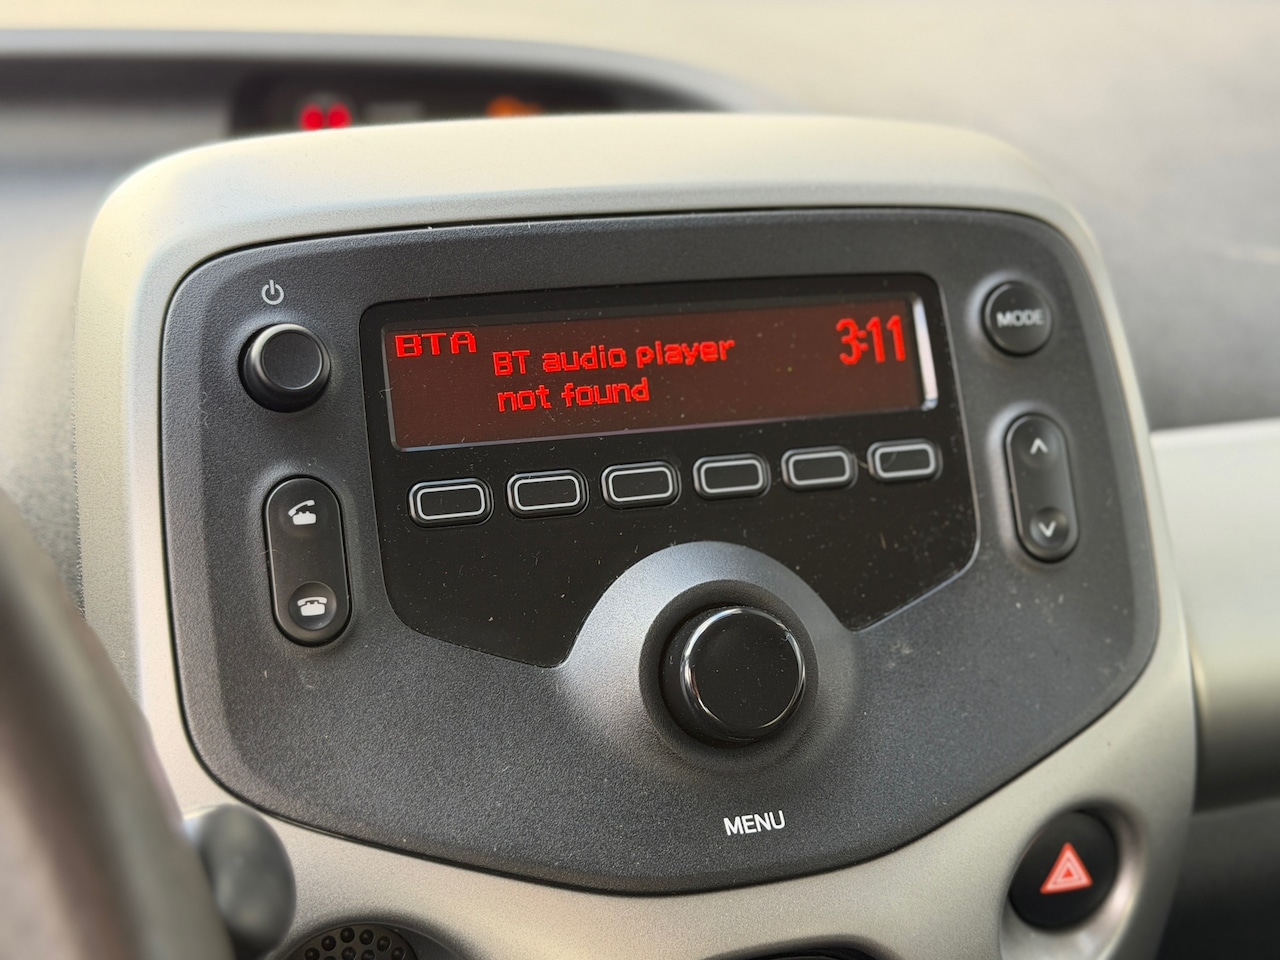 BTA
BT audio player
not found
3:11
MODE
MENU